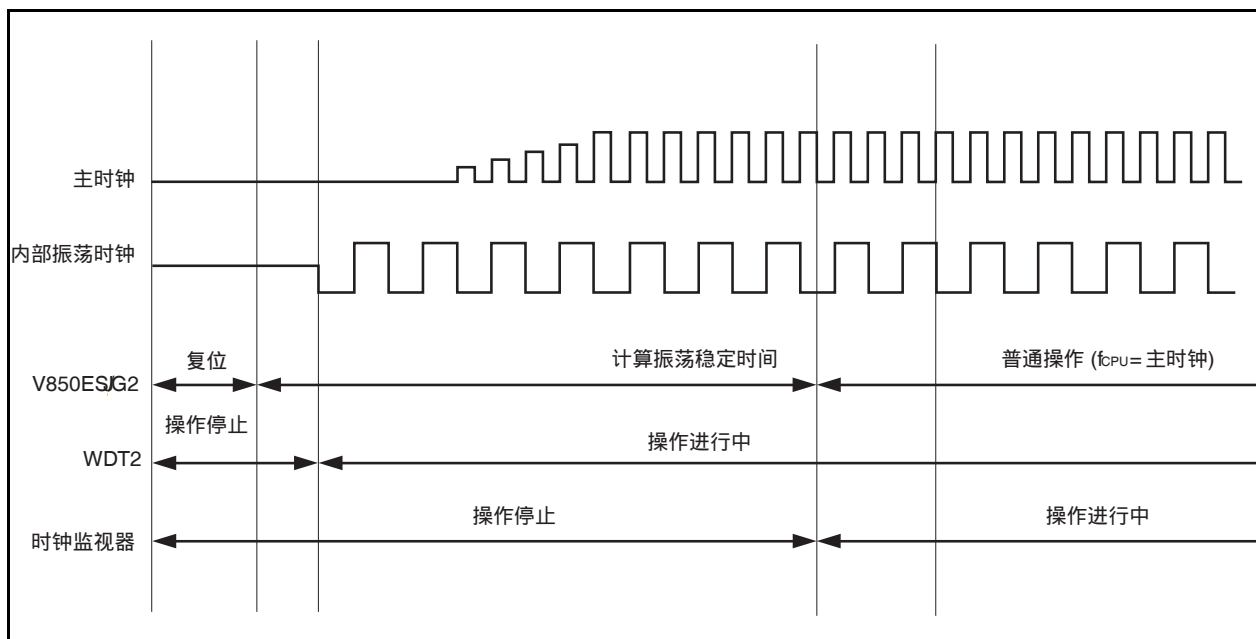 主时钟
内部振荡时钟
复位
计算振荡稳定时间
普通操作 (fCPU= 主时钟)
V850ES/JG2
操作停止
操作进行中
WDT2
操作停止
操作进行中
时钟监视器